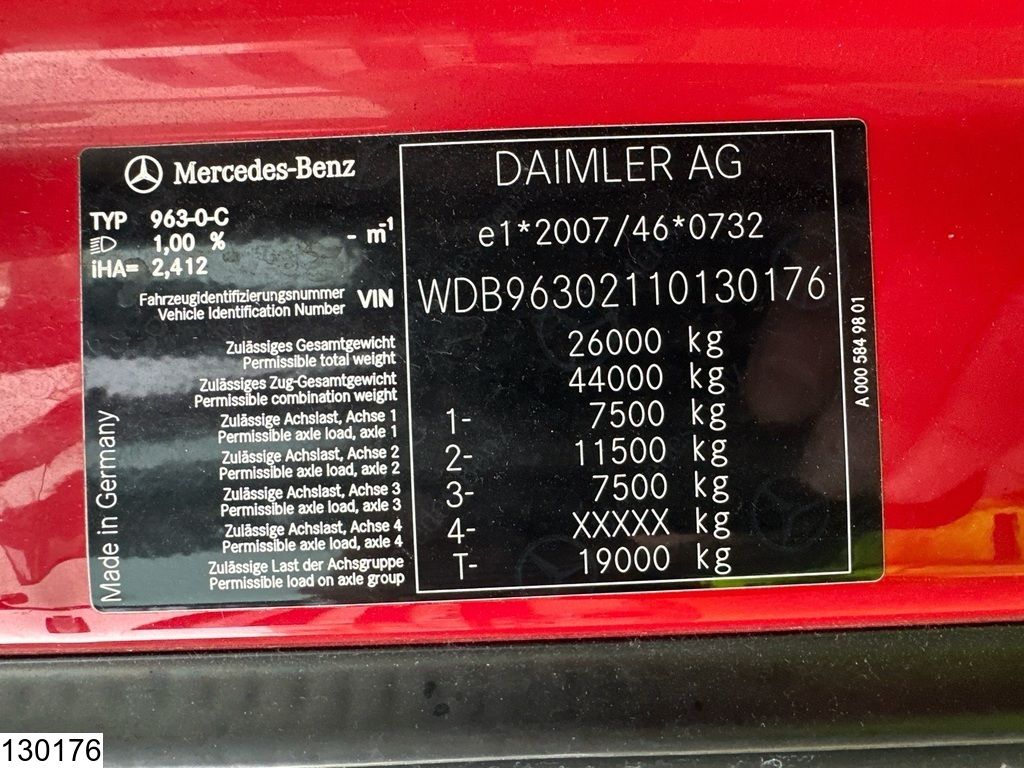 Mercedes-Benz
TYP 963-0-C
1,00 % - m⁻¹
iHA= 2,412
DAIMLER AG
e1*2007/46*0732
Fahrzeugidentifizierungsnummer
Vehicle Identification Number
VIN WDB96302110130176
Zulässiges Gesamtgewicht
Permissible total weight
26000 kg
Zulässiges Zug-Gesamtgewicht
Permissible combination weight
44000 kg
Zulässige Achslast, Achse 1
Permissible axle load, axle 1
1- 7500 kg
Zulässige Achslast, Achse 2
Permissible axle load, axle 2
2- 11500 kg
Zulässige Achslast, Achse 3
Permissible axle load, axle 3
3- 7500 kg
Zulässige Achslast, Achse 4
Permissible axle load, axle 4
4- XXXXX kg
Zulässige Last der Achsgruppe
Permissible load on axle group
T- 19000 kg
Made in Germany
A 000 584 98 01
130176